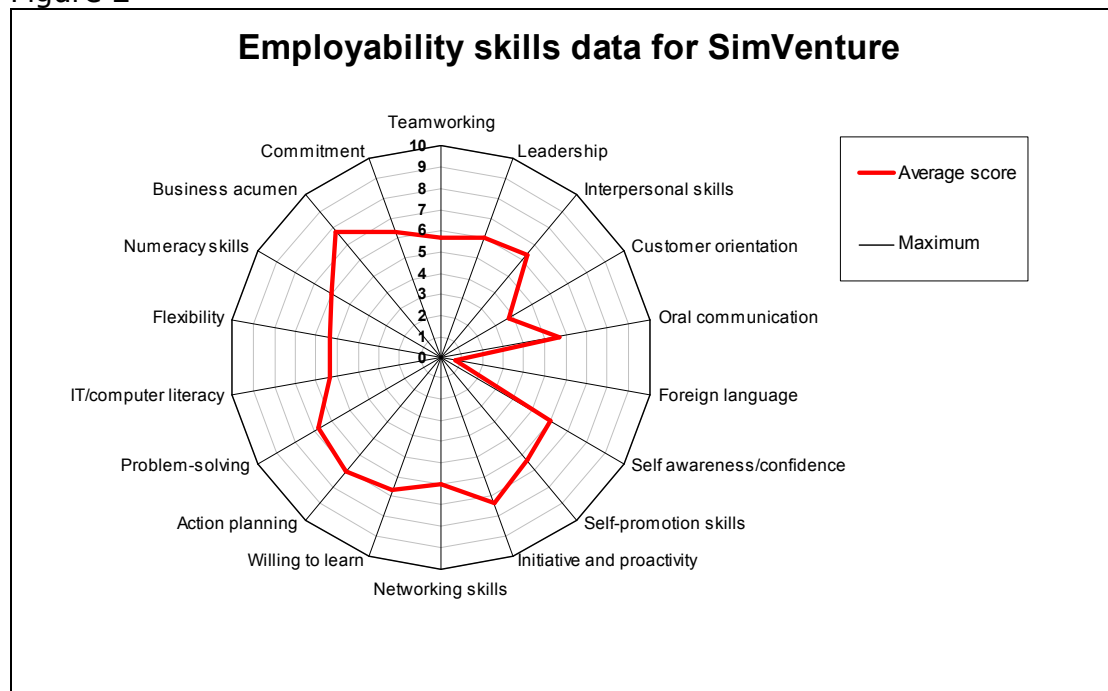 Employability skills data for SimVenture
Teamworking
Leadership
Interpersonal skills
Customer orientation
Oral communication
Foreign language
Self awareness/confidence
Self-promotion skills
Initiative and proactivity
Networking skills
Willing to learn
Action planning
Problem-solving
IT/computer literacy
Flexibility
Numeracy skills
Business acumen
Commitment
10
9
8
7
6
5
4
3
2
1
0
Average score
Maximum